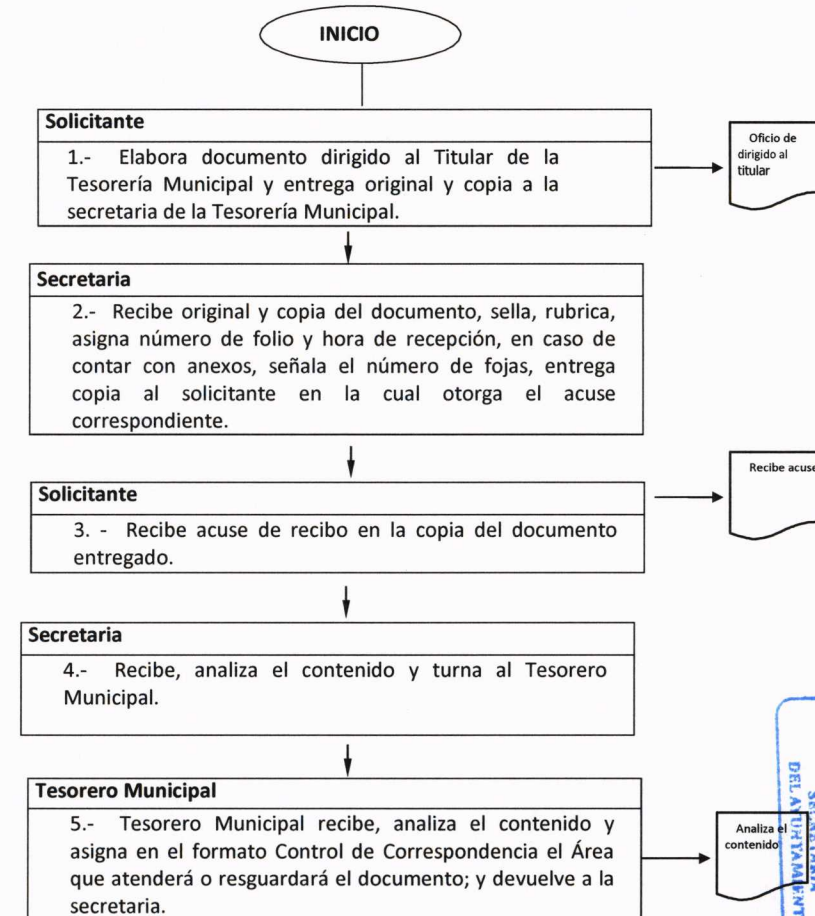 INICIO
Solicitante
1.- Elabora documento dirigido al Titular de la
Tesorería Municipal y entrega original y copia a la
secretaria de la Tesorería Municipal.
Oficio de
dirigido al
titular
Secretaria
2.- Recibe original y copia del documento, sella, rubrica,
asigna número de folio y hora de recepción, en caso de
contar con anexos, señala el número de fojas, entrega
copia al solicitante en la cual otorga el acuse
correspondiente.
Solicitante
3. - Recibe acuse de recibo en la copia del documento
entregado.
Recibe acuse
Secretaria
4.- Recibe, analiza el contenido y turna al Tesorero
Municipal.
Tesorero Municipal
5.- Tesorero Municipal recibe, analiza el contenido y
asigna en el formato Control de Correspondencia el Área
que atenderá o resguardará el documento; y devuelve a la
secretaria.
Analiza el
contenido
DEL AYUNTAMIENT